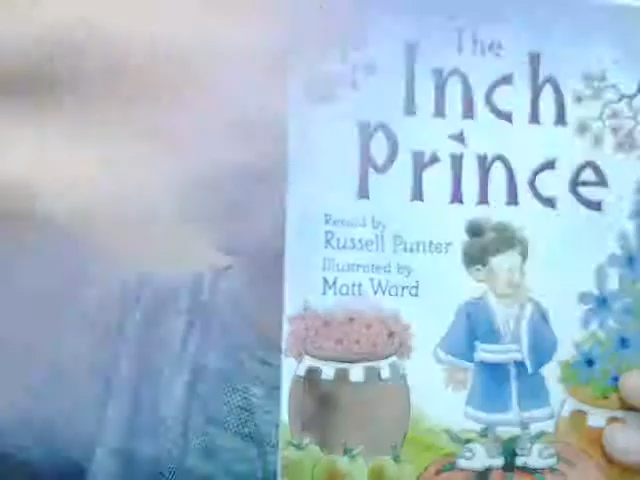 The
Inch
Prince
Retold by
Russell Punter
Illustrated by
Matt Ward